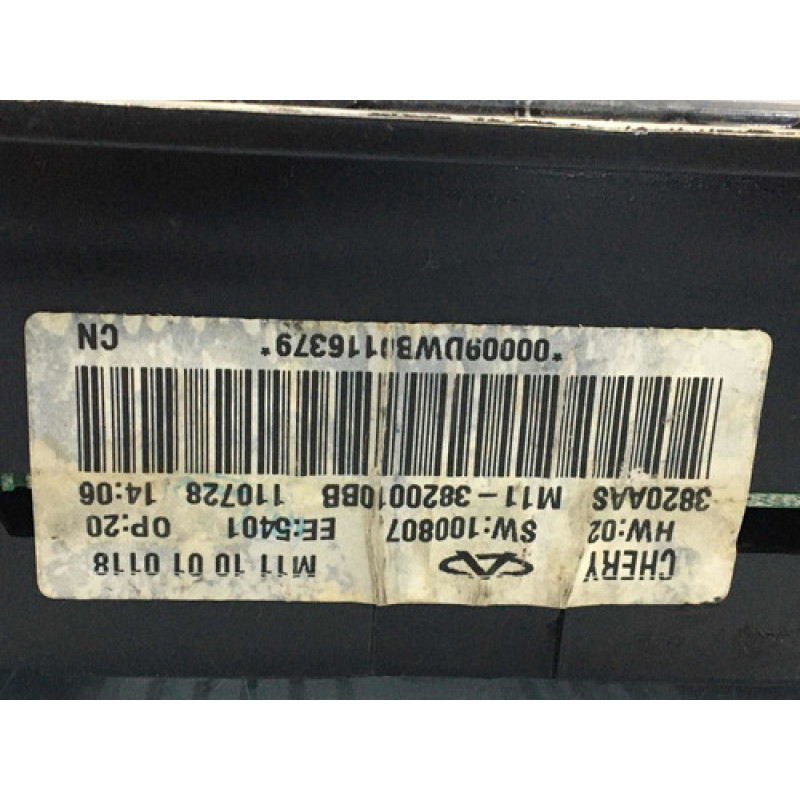 CHERY M11 10 01 0118
HW:02 SW:100807 EE:5401 OP:20
3820AAS M11-3820010BB 110728 14:06
*00009DWB0116379* CN